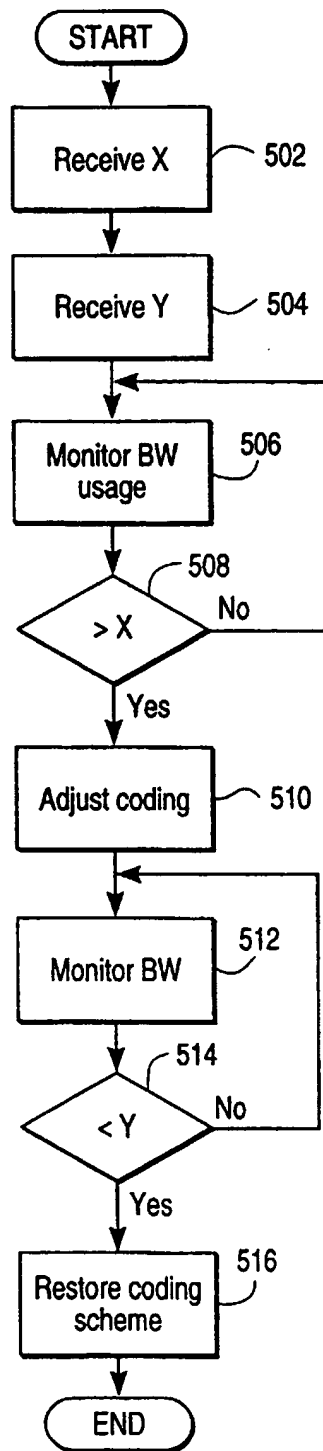 START
Receive X
502
Receive Y
504
Monitor BW
usage
506
508
> X
No
Yes
Adjust coding
510
Monitor BW
512
514
< Y
No
Yes
Restore coding
scheme
516
END